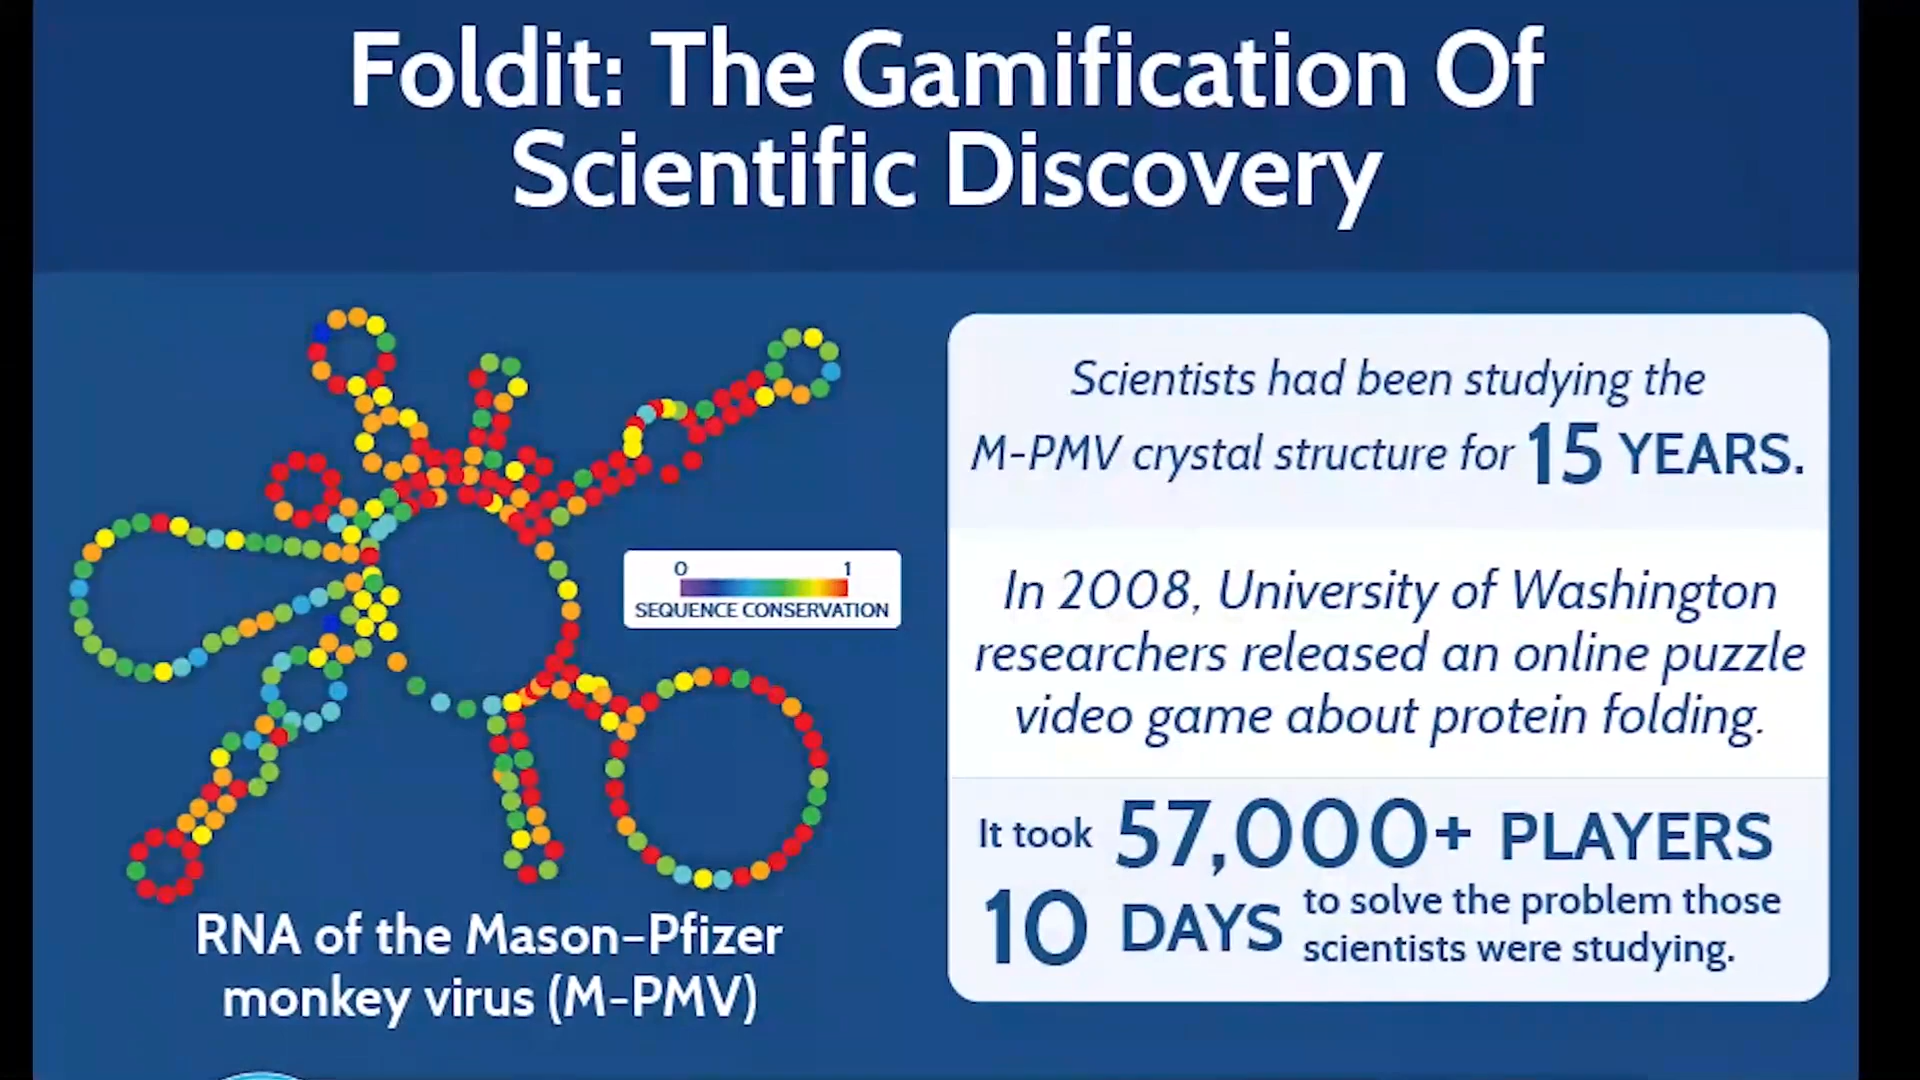 Foldit: The Gamification Of
Scientific Discovery
Scientists had been studying the
M-PMV crystal structure for 15 YEARS.
In 2008, University of Washington
researchers released an online puzzle
video game about protein folding.
It took 57,000+ PLAYERS
10 DAYS to solve the problem those
scientists were studying.
0 1
SEQUENCE CONSERVATION
RNA of the Mason-Pfizer
monkey virus (M-PMV)